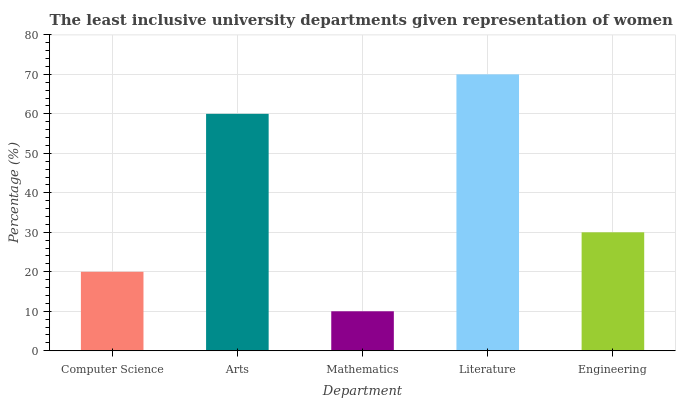 The least inclusive university departments given representation of women
80
70
60
50
40
30
20
10
0
Percentage (%)
Computer Science Arts Mathematics Literature Engineering
Department